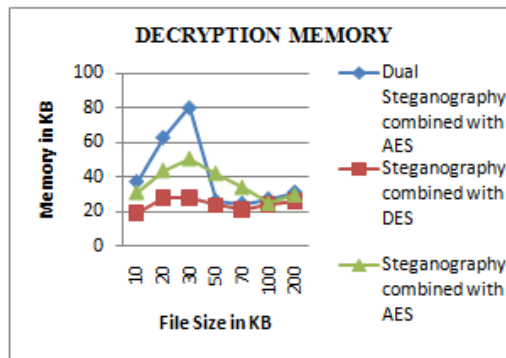 DECRYPTION MEMORY
100
80
60
40
20
0
Memory in KB
10
20
30
50
70
100
200
File Size in KB
Dual
Steganography
combined with
AES
Steganography
combined with
DES
Steganography
combined with
AES